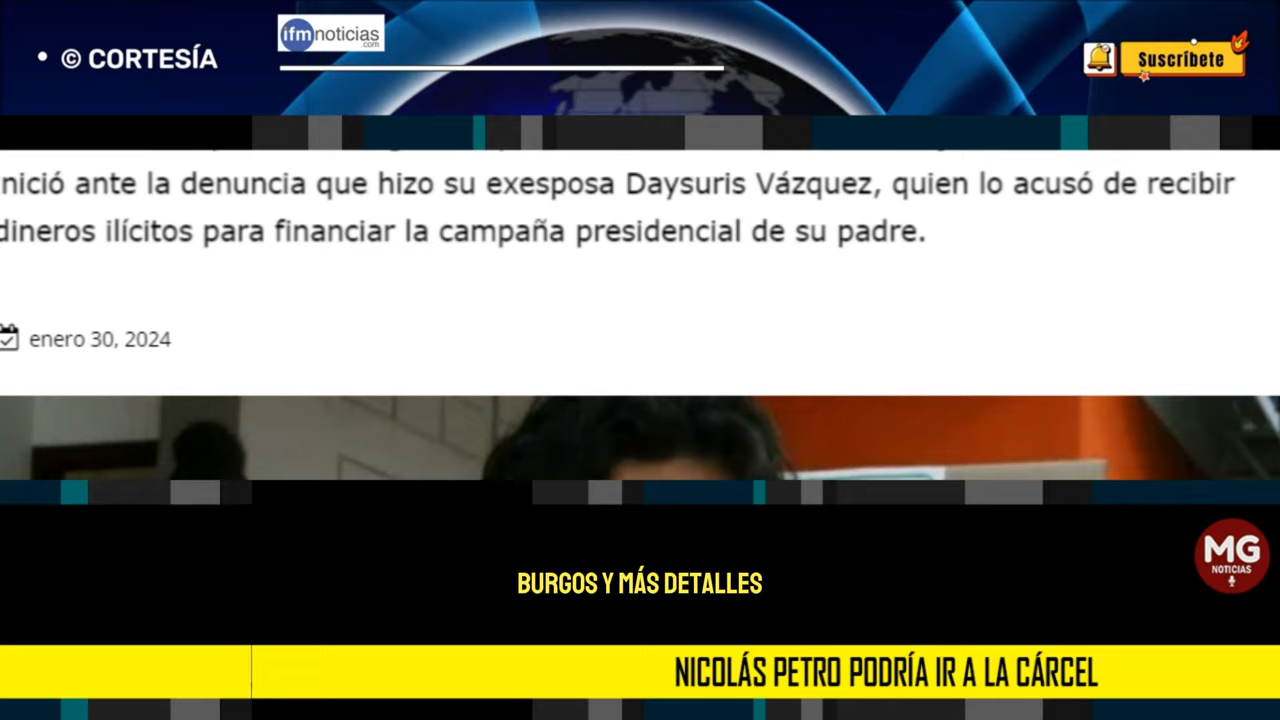 • © CORTESÍA
ifmnoticias
.com
Suscríbete
nició ante la denuncia que hizo su exesposa Daysuris Vázquez, quien lo acusó de recibir
dineros ilícitos para financiar la campaña presidencial de su padre.
enero 30, 2024
MG
NOTICIAS
BURGOS Y MÁS DETALLES
NICOLÁS PETRO PODRÍA IR A LA CÁRCEL